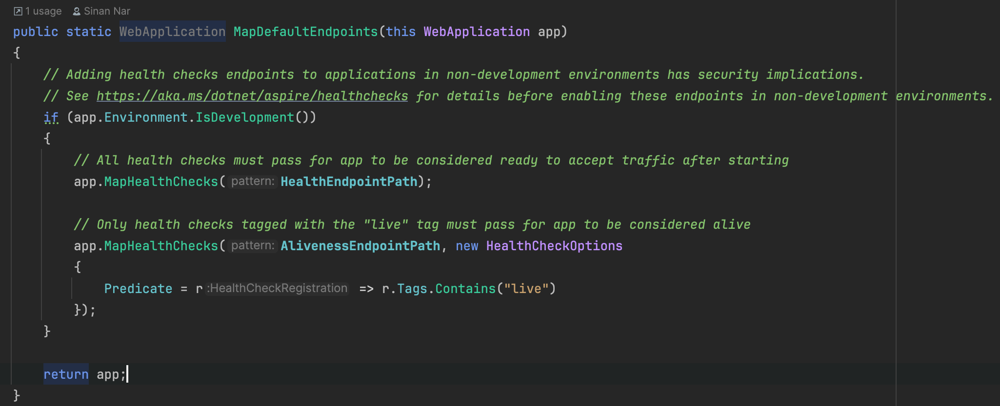 1 usage Sinan Nar
public static WebApplication MapDefaultEndpoints(this WebApplication app)
{
// Adding health checks endpoints to applications in non-development environments has security implications.
// See https://aka.ms/dotnet/aspire/healthchecks for details before enabling these endpoints in non-development environments.
if (app.Environment.IsDevelopment())
{
// All health checks must pass for app to be considered ready to accept traffic after starting
app.MapHealthChecks( pattern: HealthEndpointPath);
// Only health checks tagged with the "live" tag must pass for app to be considered alive
app.MapHealthChecks( pattern: AlivenessEndpointPath, new HealthCheckOptions
{
Predicate = r :HealthCheckRegistration => r.Tags.Contains("live")
});
}
return app;
}